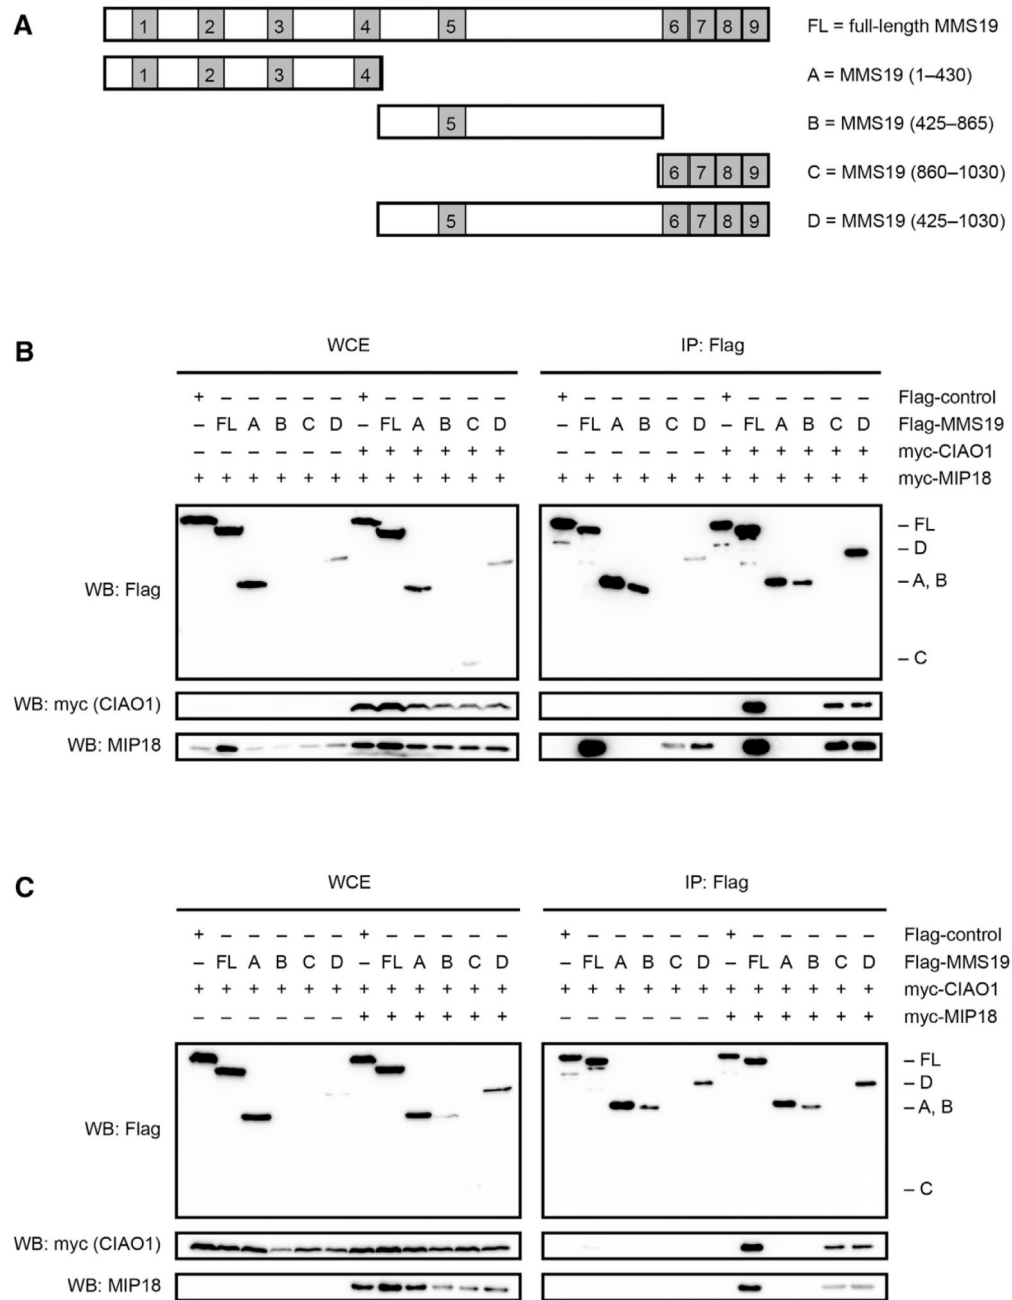 A
1 2 3 4 5 6 7 8 9 FL = full-length MMS19
1 2 3 4 A = MMS19 (1–430)
5 B = MMS19 (425–865)
6 7 8 9 C = MMS19 (860–1030)
5 6 7 8 9 D = MMS19 (425–1030)
B
WCE IP: Flag
+ – – – – – + – – – – – + – – – – – + – – – – – Flag-control
– FL A B C D – FL A B C D – FL A B C D – FL A B C D Flag-MMS19
– – – – – – + + + + + + – – – – – – + + + + + + myc-CIAO1
+ + + + + + + + + + + + + + + + + + + + + + + + myc-MIP18
– FL
– D
WB: Flag – A, B
– C
WB: myc (CIAO1)
WB: MIP18
C
WCE IP: Flag
+ – – – – – + – – – – – + – – – – – + – – – – – Flag-control
– FL A B C D – FL A B C D – FL A B C D – FL A B C D Flag-MMS19
+ + + + + + + + + + + + + + + + + + + + + + + + myc-CIAO1
– – – – – – + + + + + + – – – – – – + + + + + + myc-MIP18
– FL
– D
– A, B
WB: Flag
– C
WB: myc (CIAO1)
WB: MIP18